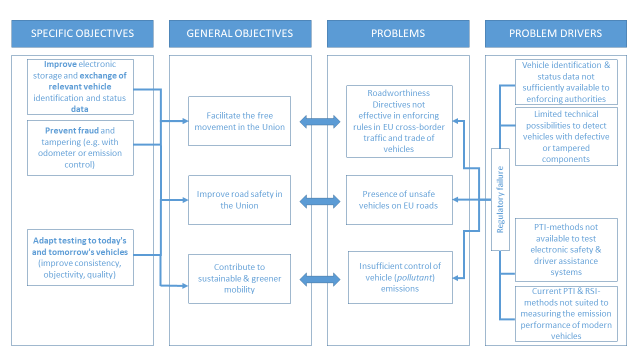 SPECIFIC OBJECTIVES
Improve electronic
storage and exchange of
relevant vehicle
identification and status
data
Prevent fraud and
tampering (e.g. with
odometer or emission
control)
Adapt testing to today's
and tomorrow's vehicles
(improve consistency,
objectivity, quality)
GENERAL OBJECTIVES
Facilitate the free
movement in the Union
Improve road safety in
the Union
Contribute to
sustainable & greener
mobility
PROBLEMS
Roadworthiness
Directives not
effective in enforcing
rules in EU cross-border
traffic and trade of
vehicles
Presence of unsafe
vehicles on EU roads
Insufficient control of
vehicle (pollutant)
emissions
PROBLEM DRIVERS
Regulatory failure
Vehicle identification &
status data not
sufficiently available to
enforcing authorities
Limited technical
possibilities to detect
vehicles with defective
or tampered
components
PTI-methods not
available to test
electronic safety &
driver assistance
systems
Current PTI & RSI-
methods not suited to
measuring the emission
performance of modern
vehicles